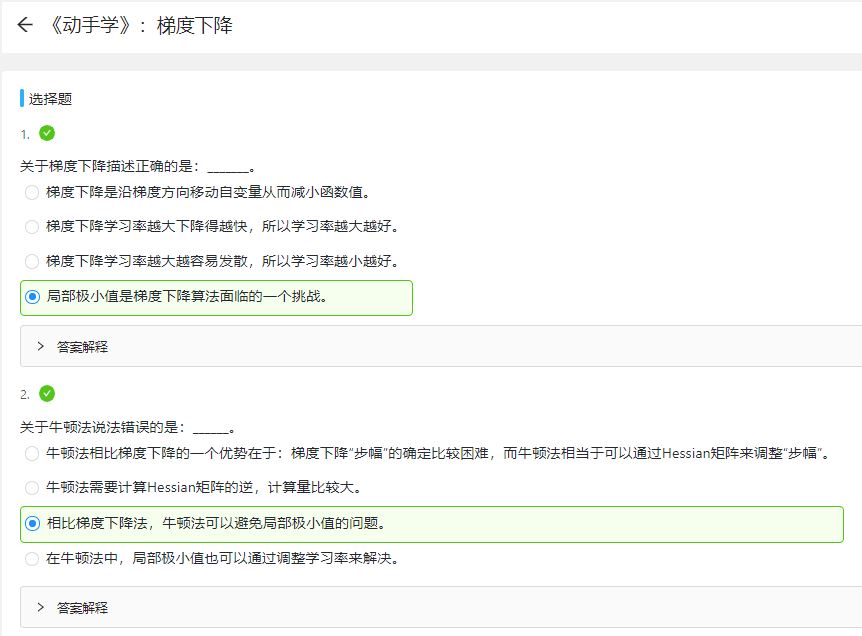 《动手学》：梯度下降
选择题
1.
关于梯度下降描述正确的是：______。
梯度下降是沿梯度方向移动自变量从而减小函数值。
梯度下降学习率越大下降得越快，所以学习率越大越好。
梯度下降学习率越大越容易发散，所以学习率越小越好。
局部极小值是梯度下降算法面临的一个挑战。
答案解释
2.
关于牛顿法说法错误的是：______。
牛顿法相比梯度下降的一个优势在于：梯度下降“步幅”的确定比较困难，而牛顿法相当于可以通过Hessian矩阵来调整“步幅”。
牛顿法需要计算Hessian矩阵的逆，计算量比较大。
相比梯度下降法，牛顿法可以避免局部极小值的问题。
在牛顿法中，局部极小值也可以通过调整学习率来解决。
答案解释